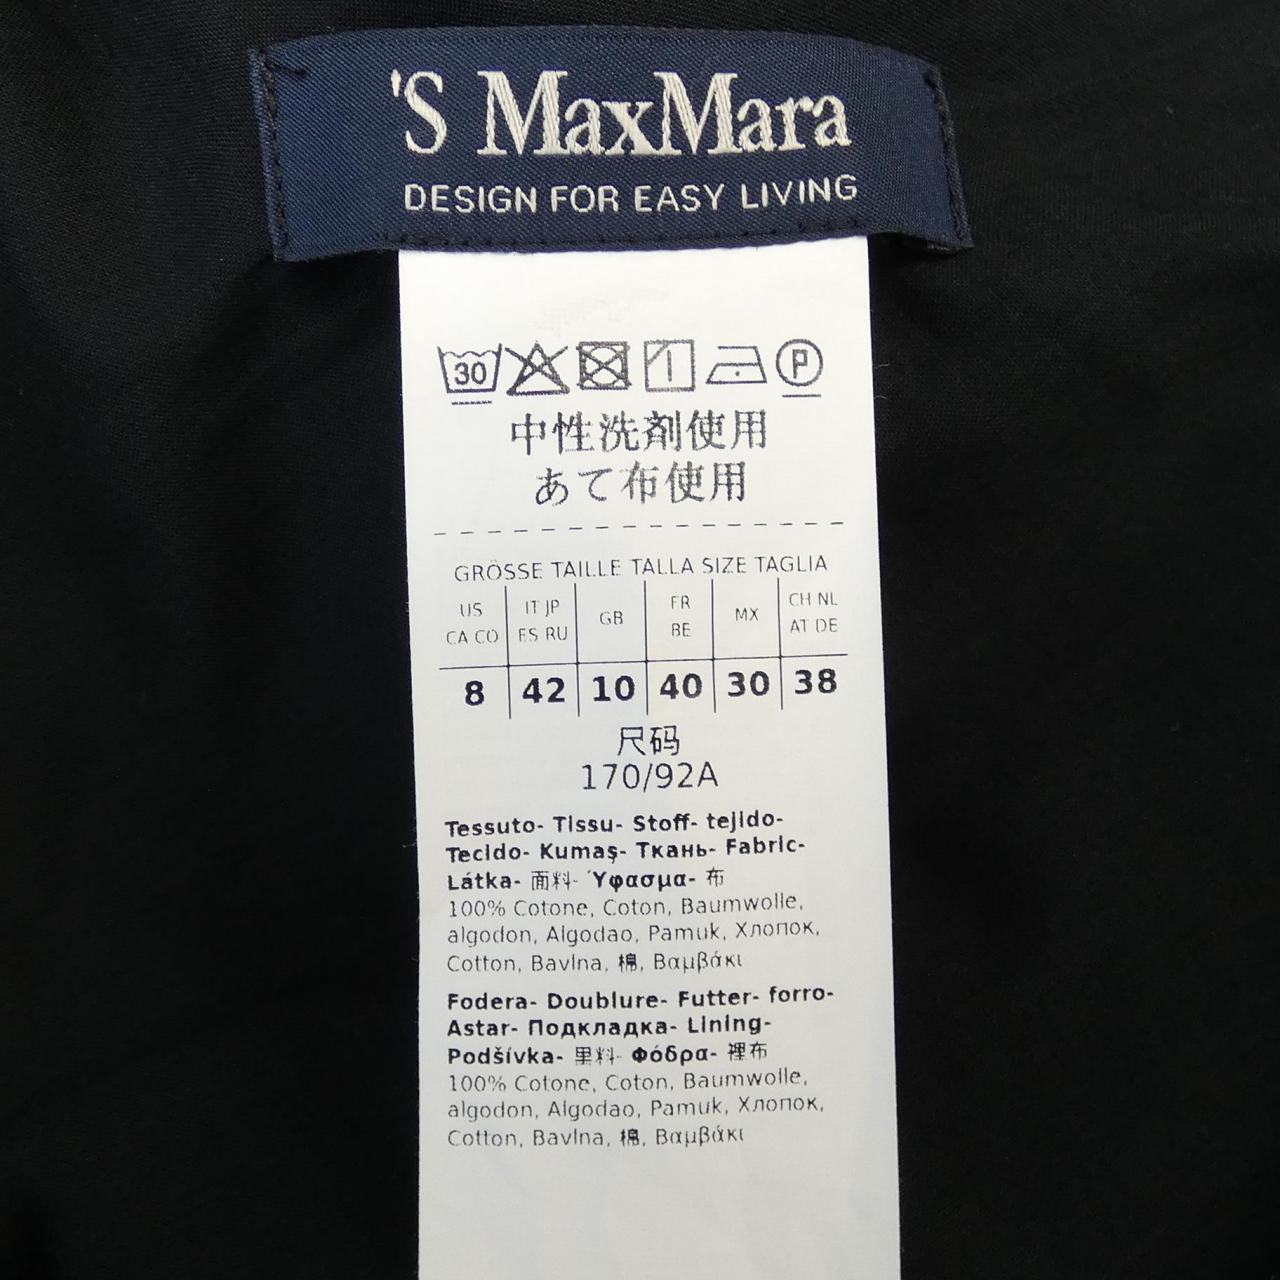 'S MaxMara
DESIGN FOR EASY LIVING
30 P
中性洗剤使用
あて布使用
GRÖSSE TAILLE TALLA SIZE TAGLIA
US CA CO IT JP ES RU GB FR BE MX CH NL AT DE
8 42 10 40 30 38
尺码
170/92A
Tessuto- Tissu- Stoff- tejido-
Tecido- Kumaş- Ткань- Fabric-
Látka- 面料- Ύφασμα- 布
100% Cotone, Coton, Baumwolle,
algodon, Algodao, Pamuk, Хлопок,
Cotton, Bavlna, 棉, Βαμβάκι
Fodera- Doublure- Futter- forro-
Astar- Подкладка- Lining-
Podšívka- 里料- Φόδρα- 裡布
100% Cotone, Coton, Baumwolle,
algodon, Algodao, Pamuk, Хлопок,
Cotton, Bavlna, 棉, Βαμβάκι